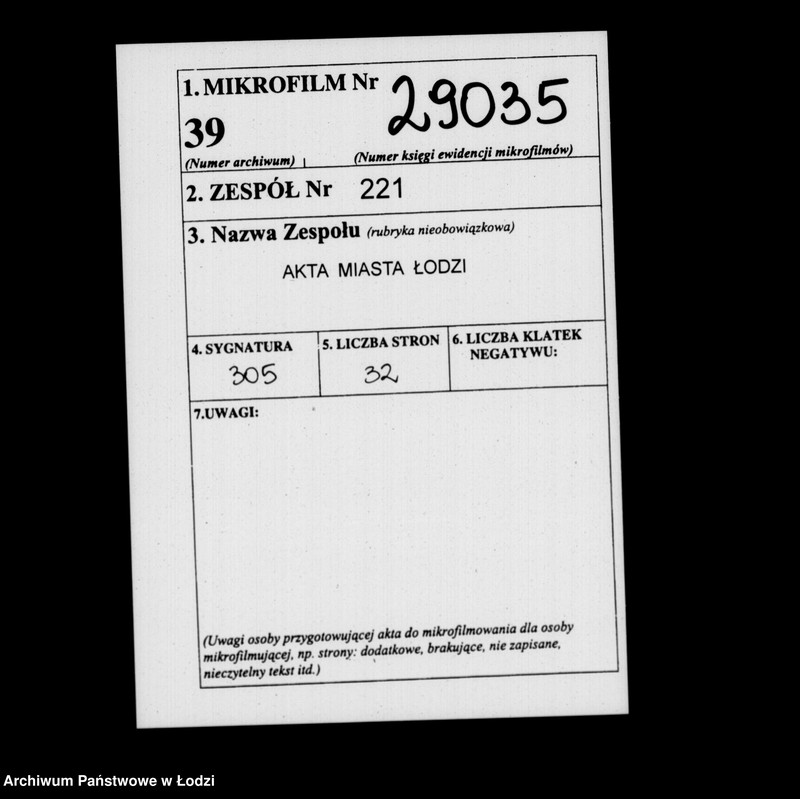 1. MIKROFILM Nr 29035
39
(Numer archiwum) (Numer księgi ewidencji mikrofilmów)
2. ZESPÓŁ Nr 221
3. Nazwa Zespołu (rubryka nieobowiązkowa)
AKTA MIASTA ŁODZI
4. SYGNATURA 5. LICZBA STRON 6. LICZBA KLATEK
NEGATYWU:
305 32
7.UWAGI:
(Uwagi osoby przygotowującej akta do mikrofilmowania dla osoby
mikrofilmującej, np. strony: dodatkowe, brakujące, nie zapisane,
nieczytelny tekst itd.)
Archiwum Państwowe w Łodzi